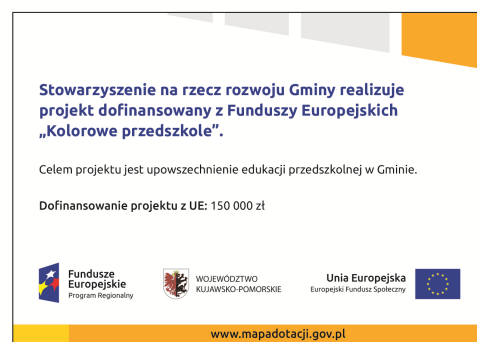 Stowarzyszenie na rzecz rozwoju Gminy realizuje
projekt dofinansowany z Funduszy Europejskich
„Kolorowe przedszkole”.
Celem projektu jest upowszechnienie edukacji przedszkolnej w Gminie.
Dofinansowanie projektu z UE: 150 000 zł
Fundusze
Europejskie
Program Regionalny
WOJEWÓDZTWO
KUJAWSKO-POMORSKIE
Unia Europejska
Europejski Fundusz Społeczny
www.mapadotacji.gov.pl